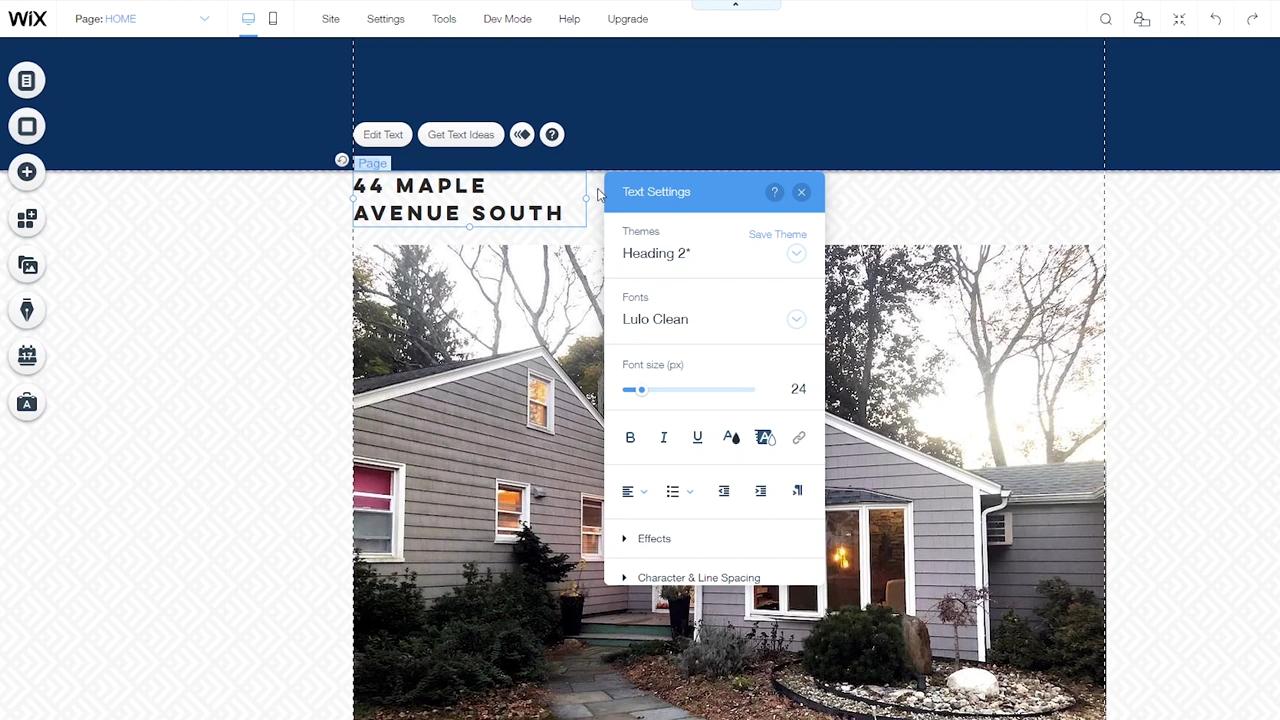 WiX
Page: HOME
Site
Settings
Tools
Dev Mode
Help
Upgrade
Edit Text
Get Text Ideas
?
Page
44 MAPLE
AVENUE SOUTH
Text Settings
?
Themes
Save Theme
Heading 2*
Fonts
Lulo Clean
Font size (px)
24
B I U A A
Effects
Character & Line Spacing
17
A